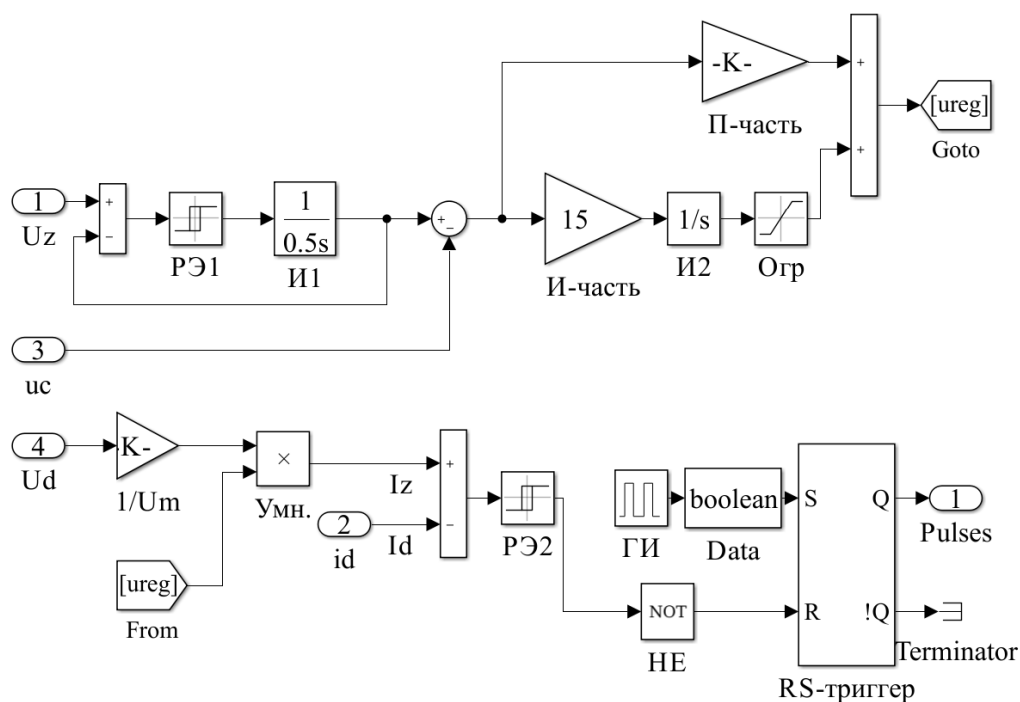 -K-
П-часть
+
+
[ureg]
Goto
1
Uz
+
−
РЭ1
1
0.5s
И1
+
−
15
И-часть
1/s
И2
Огр
3
uc
4
Ud
K-
1/Um
×
Умн.
[ureg]
From
2
id
Iz
Id
+
−
РЭ2
ГИ
boolean
Data
NOT
НЕ
S
R
Q
!Q
RS-триггер
1
Pulses
Terminator